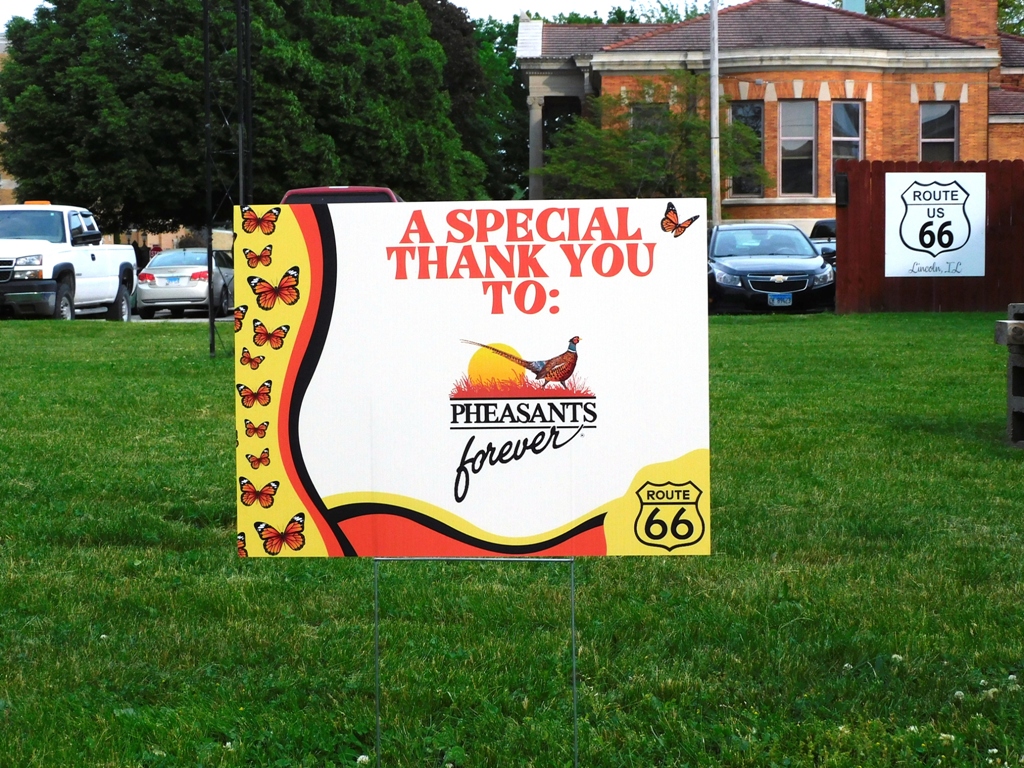 A SPECIAL
THANK YOU
TO:
PHEASANTS
forever
ROUTE
66
ROUTE
US
66
Lincoln, IL